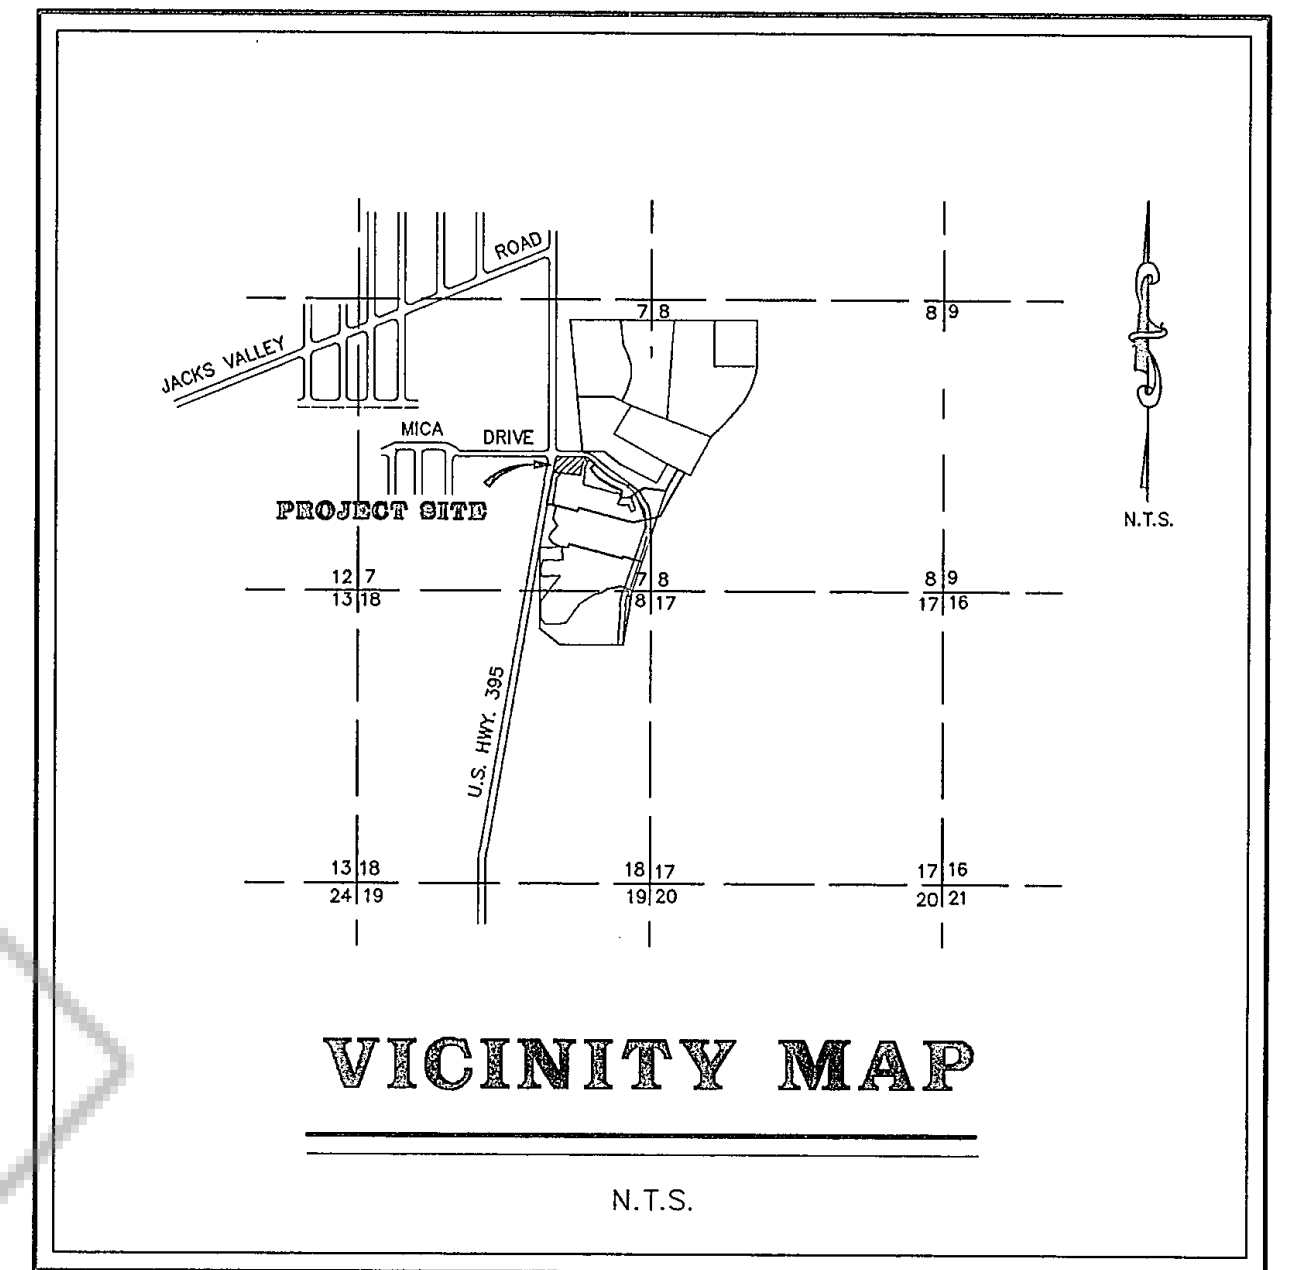 ROAD
7 8
8 9
JACKS VALLEY
MICA DRIVE
PROJECT SITE
N.T.S.
12 7
7 8
8 9
13 18
8 17
17 16
U.S. HWY. 395
13 18
18 17
17 16
24 19
19 20
20 21
VICINITY MAP
N.T.S.